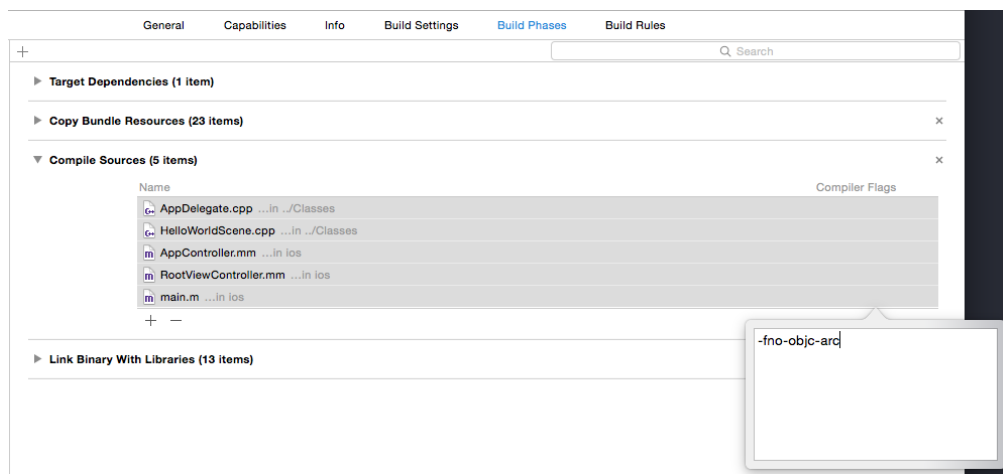 General Capabilities Info Build Settings Build Phases Build Rules
+ Search
Target Dependencies (1 item)
Copy Bundle Resources (23 items) ×
Compile Sources (5 items) ×
Name Compiler Flags
AppDelegate.cpp ...in ../Classes
HelloWorldScene.cpp ...in ../Classes
m AppController.mm ...in ios
m RootViewController.mm ...in ios
m main.m ...in ios
+ −
Link Binary With Libraries (13 items)
-fno-objc-arc